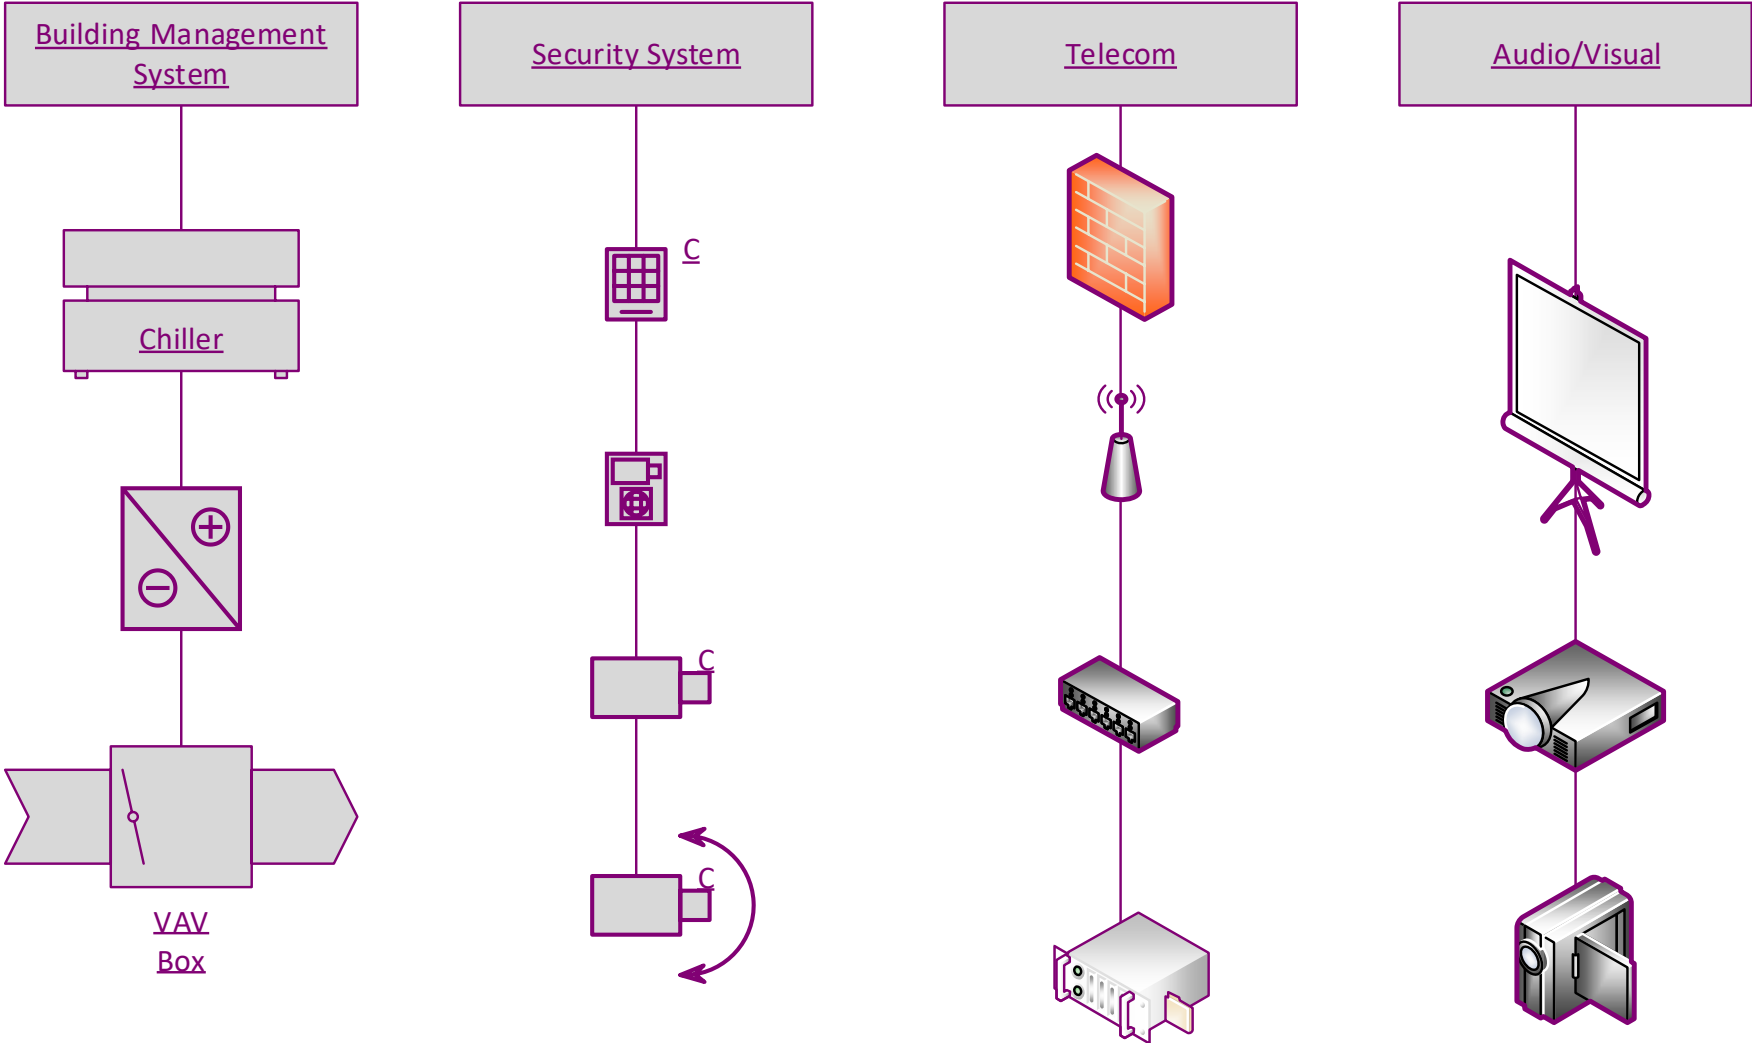 Building Management
System
Security System
Telecom
Audio/Visual
C
Chiller
C
C
VAV
Box